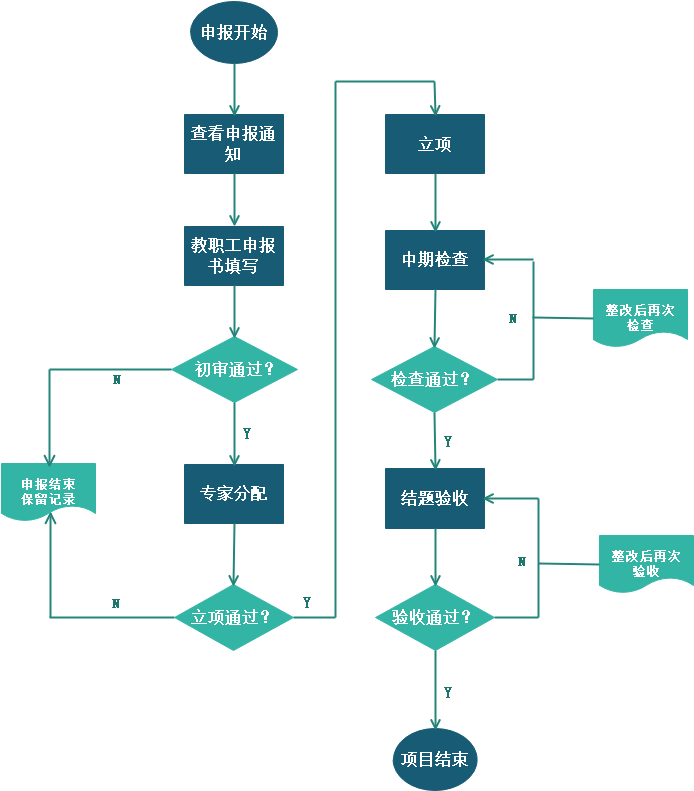 申报开始
查看申报通
知
教职工申报
书填写
初审通过？
N
Y
申报结束
保留记录
专家分配
立项通过？
N
Y
立项
中期检查
整改后再次
检查
N
检查通过？
Y
结题验收
整改后再次
验收
N
验收通过？
Y
项目结束